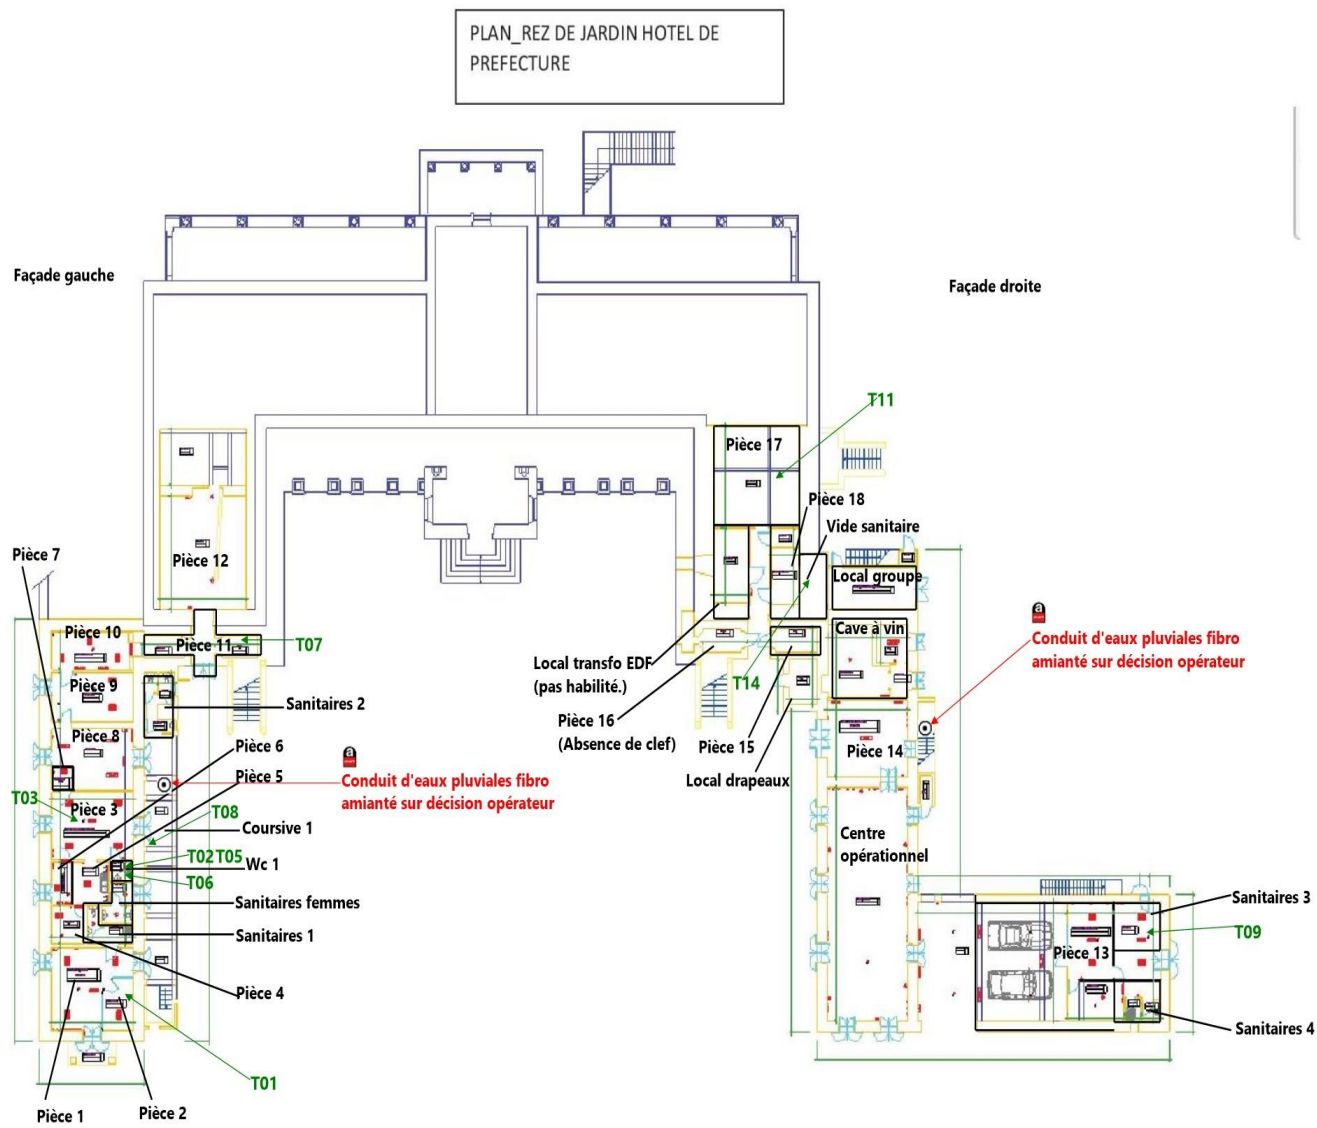 PLAN_REZ DE JARDIN HOTEL DE
PREFECTURE
Façade gauche
Façade droite
T11
Pièce 17
Pièce 18
Vide sanitaire
Pièce 7
Pièce 12
Local groupe
Pièce 10
Pièce 11
T07
Cave à vin
Conduit d'eaux pluviales fibro
amianté sur décision opérateur
Local transfo EDF
(pas habilité.)
T14
Pièce 9
Sanitaires 2
Pièce 16
(Absence de clef)
Pièce 15
Pièce 14
Pièce 8
Pièce 6
Pièce 5
Local drapeaux
Conduit d'eaux pluviales fibro
amianté sur décision opérateur
T03
Pièce 3
T08
Coursive 1
Centre
opérationnel
T02 T05
Wc 1
T06
Sanitaires femmes
Sanitaires 1
Sanitaires 3
T09
Pièce 13
Pièce 4
Sanitaires 4
T01
Pièce 1
Pièce 2